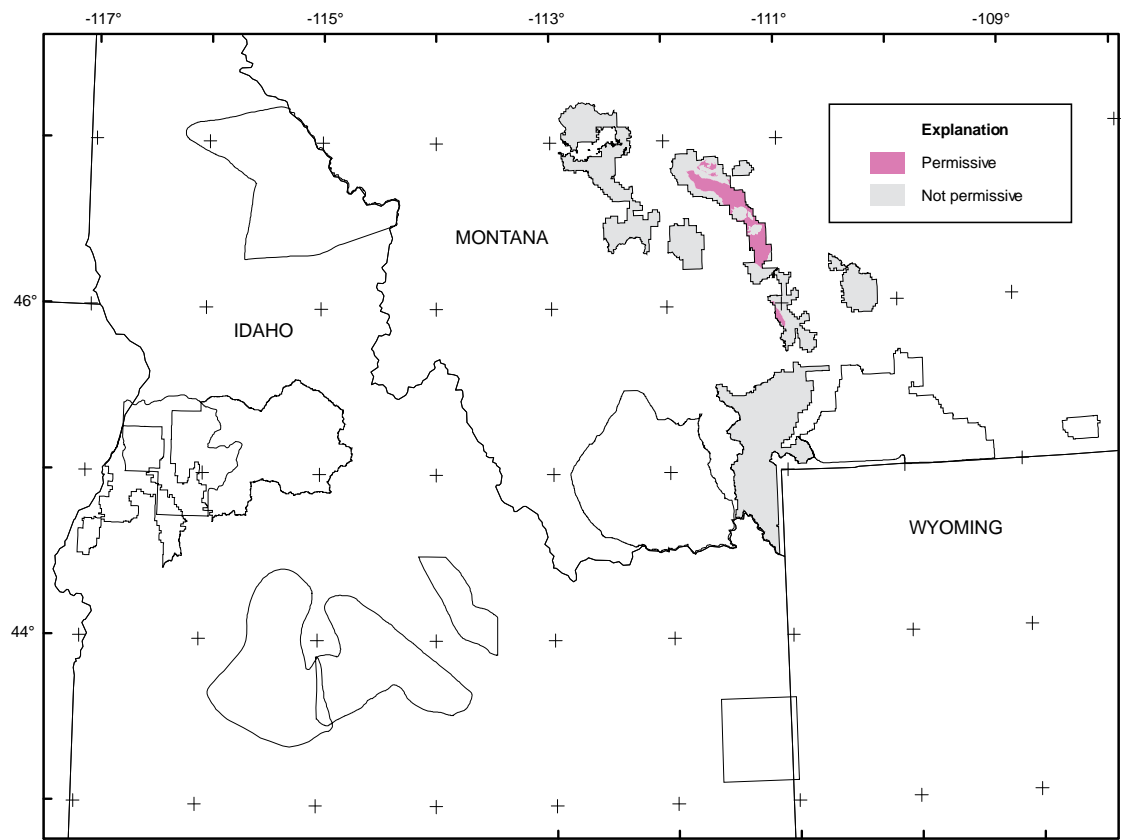 -117° -115° -113° -111° -109°
Explanation
Permissive
Not permissive
MONTANA
46°
IDAHO
WYOMING
44°